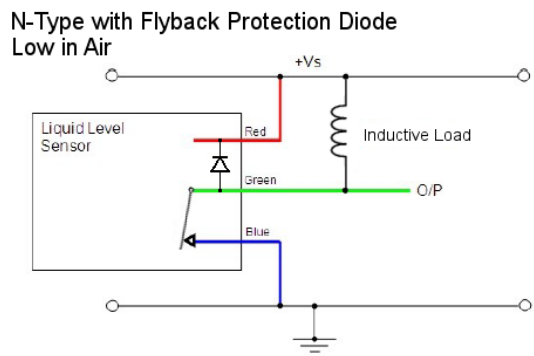 N-Type with Flyback Protection Diode
Low in Air
+Vs
Liquid Level
Sensor
Red
Inductive Load
Green
O/P
Blue